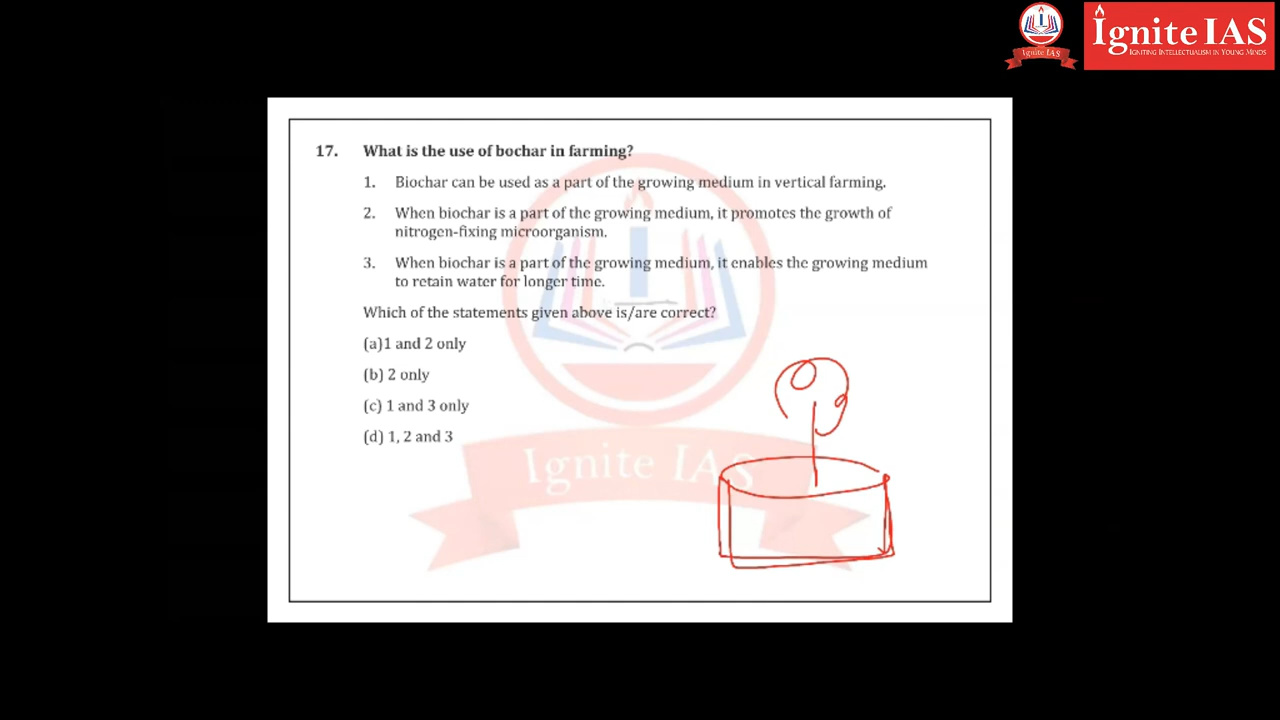 Ignite IAS
Ignite IAS
IGNITING INTELLECTUALISM IN YOUNG MINDS
17. What is the use of bochar in farming?
1. Biochar can be used as a part of the growing medium in vertical farming.
2. When biochar is a part of the growing medium, it promotes the growth of
nitrogen-fixing microorganism.
3. When biochar is a part of the growing medium, it enables the growing medium
to retain water for longer time.
Which of the statements given above is/are correct?
(a)1 and 2 only
(b) 2 only
(c) 1 and 3 only
(d) 1, 2 and 3
Ignite IAS